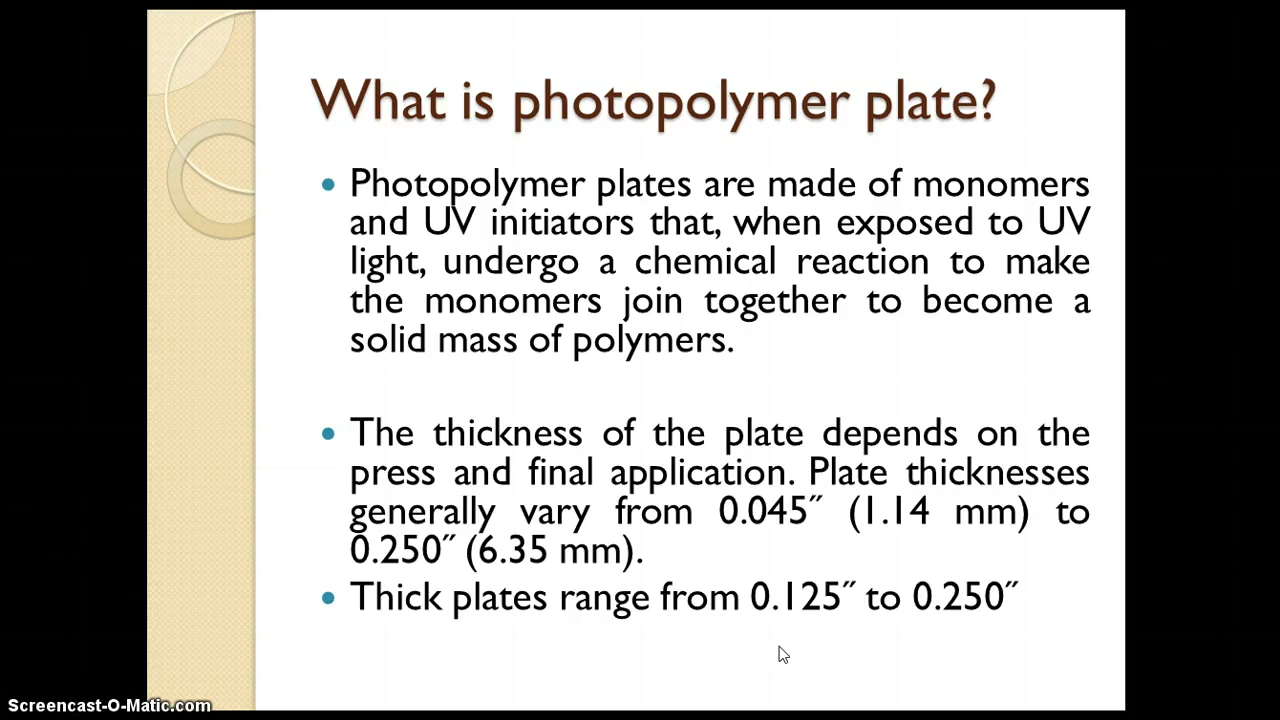 What is photopolymer plate?
• Photopolymer plates are made of monomers
and UV initiators that, when exposed to UV
light, undergo a chemical reaction to make
the monomers join together to become a
solid mass of polymers.
• The thickness of the plate depends on the
press and final application. Plate thicknesses
generally vary from 0.045˝ (1.14 mm) to
0.250˝ (6.35 mm).
• Thick plates range from 0.125˝ to 0.250˝
Screencast-O-Matic.com